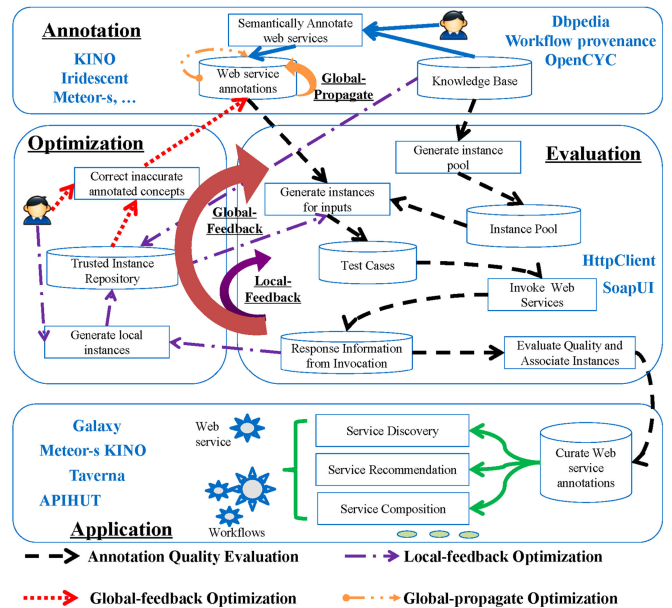 Annotation
Semantically Annotate
web services
Dbpedia
Workflow provenance
OpenCYC
KINO
Iridescent
Meteor-s, ...
Web service
annotations
Global-
Propagate
Knowledge Base
Optimization
Evaluation
Correct inaccurate
annotated concepts
Generate instance
pool
Generate instances
for inputs
Global-
Feedback
Instance Pool
Trusted Instance
Repository
Test Cases
HttpClient
SoapUI
Local-
Feedback
Invoke Web
Services
Generate local
instances
Response Information
from Invocation
Evaluate Quality and
Associate Instances
Galaxy
Meteor-s KINO
Taverna
APIHUT
Web
service
Workflows
Service Discovery
Service Recommendation
Service Composition
Curate Web
service
annotations
Application
Annotation Quality Evaluation
Local-feedback Optimization
Global-feedback Optimization
Global-propagate Optimization